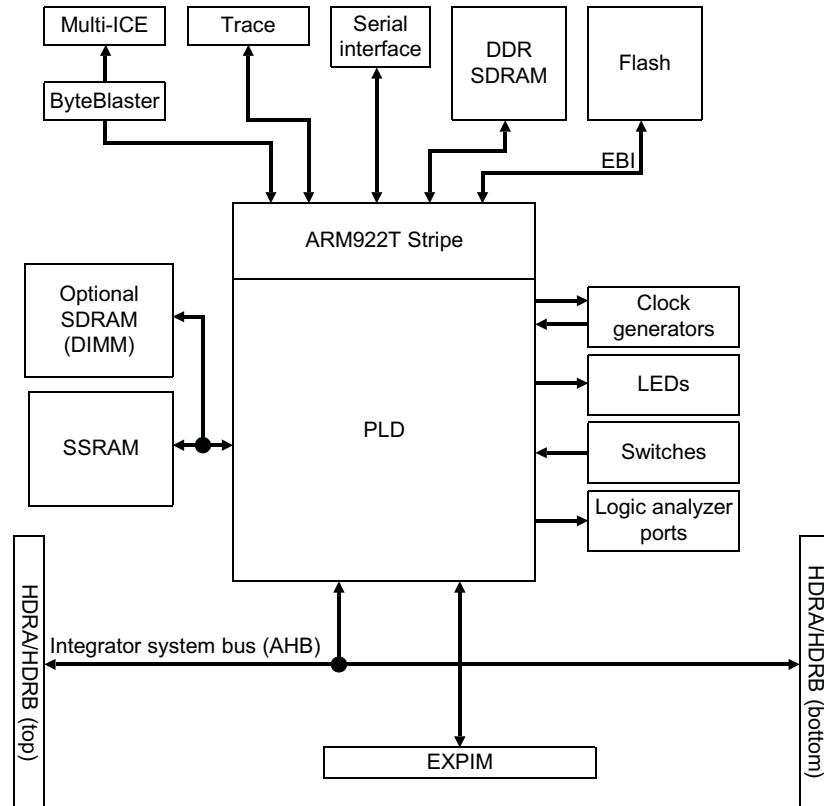 Multi-ICE
Trace
Serial
interface
DDR
SDRAM
Flash
ByteBlaster
EBI
ARM922T Stripe
Optional
SDRAM
(DIMM)
Clock
generators
LEDs
PLD
SSRAM
Switches
Logic analyzer
ports
HDRA/HDRB (top)
Integrator system bus (AHB)
HDRA/HDRB (bottom)
EXPIM